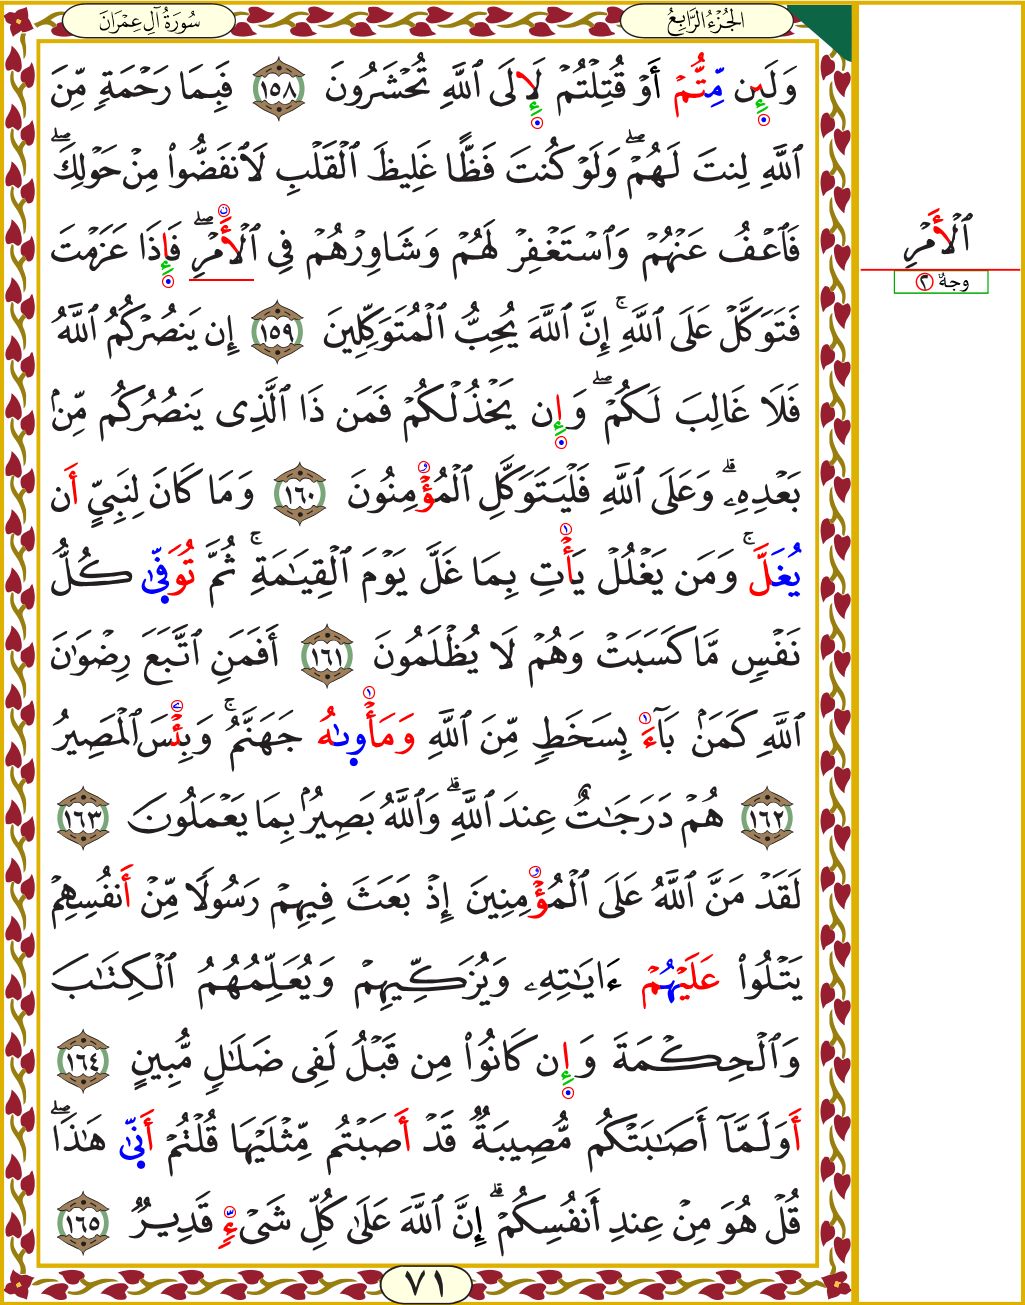 سُورَةُ آلِ عِمْرَانَ
الجُزْءُ الرَّابِعُ
وَلَئِن مِّتُّمْ أَوْ قُتِلْتُمْ لَإِلَى ٱللَّهِ تُحْشَرُونَ ١٥٨ فَبِمَا رَحْمَةٍ مِّنَ
ٱللَّهِ لِنتَ لَهُمْ ۖ وَلَوْ كُنتَ فَظًّا غَلِيظَ ٱلْقَلْبِ لَٱنفَضُّوا۟ مِنْ حَوْلِكَ ۖ
فَٱعْفُ عَنْهُمْ وَٱسْتَغْفِرْ لَهُمْ وَشَاوِرْهُمْ فِى ٱلْأَمْرِ ۖ فَإِذَا عَزَمْتَ
فَتَوَكَّلْ عَلَى ٱللَّهِ ۚ إِنَّ ٱللَّهَ يُحِبُّ ٱلْمُتَوَكِّلِينَ ١٥٩ إِن يَنصُرْكُمُ ٱللَّهُ
فَلَا غَالِبَ لَكُمْ ۖ وَإِن يَخْذُلْكُمْ فَمَن ذَا ٱلَّذِى يَنصُرُكُم مِّنۢ
بَعْدِهِۦ ۗ وَعَلَى ٱللَّهِ فَلْيَتَوَكَّلِ ٱلْمُؤْمِنُونَ ١٦٠ وَمَا كَانَ لِنَبِىٍّ أَن
يُغَلَّ ۚ وَمَن يَغْلُلْ يَأْتِ بِمَا غَلَّ يَوْمَ ٱلْقِيَـٰمَةِ ۚ ثُمَّ تُوَفَّىٰ كُلُّ
نَفْسٍ مَّا كَسَبَتْ وَهُمْ لَا يُظْلَمُونَ ١٦١ أَفَمَنِ ٱتَّبَعَ رِضْوَٰنَ
ٱللَّهِ كَمَنۢ بَآءَ بِسَخَطٍ مِّنَ ٱللَّهِ وَمَأْوَىٰهُ جَهَنَّمُ ۚ وَبِئْسَ ٱلْمَصِيرُ
١٦٢ هُمْ دَرَجَـٰتٌ عِندَ ٱللَّهِ ۗ وَٱللَّهُ بَصِيرٌۢ بِمَا يَعْمَلُونَ ١٦٣
لَقَدْ مَنَّ ٱللَّهُ عَلَى ٱلْمُؤْمِنِينَ إِذْ بَعَثَ فِيهِمْ رَسُولًا مِّنْ أَنفُسِهِمْ
يَتْلُوا۟ عَلَيْهُمْ ءَايَـٰتِهِۦ وَيُزَكِّيهِمْ وَيُعَلِّمُهُمُ ٱلْكِتَـٰبَ
وَٱلْحِكْمَةَ وَإِن كَانُوا۟ مِن قَبْلُ لَفِى ضَلَـٰلٍ مُّبِينٍ ١٦٤
أَوَلَمَّآ أَصَـٰبَتْكُم مُّصِيبَةٌ قَدْ أَصَبْتُم مِّثْلَيْهَا قُلْتُمْ أَنَّىٰ هَـٰذَا ۖ
قُلْ هُوَ مِنْ عِندِ أَنفُسِكُمْ ۗ إِنَّ ٱللَّهَ عَلَىٰ كُلِّ شَىْءٍ قَدِيرٌ ١٦٥
ٱلْأَمْرِ
وجهٌ ٢
٧١